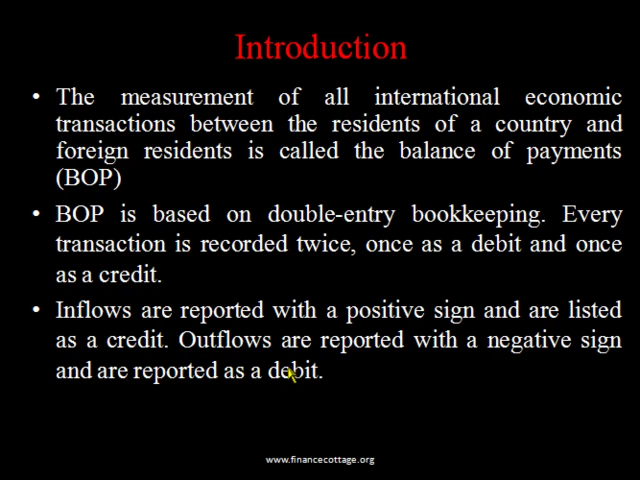 Introduction
• The measurement of all international economic
transactions between the residents of a country and
foreign residents is called the balance of payments
(BOP)
• BOP is based on double-entry bookkeeping. Every
transaction is recorded twice, once as a debit and once
as a credit.
• Inflows are reported with a positive sign and are listed
as a credit. Outflows are reported with a negative sign
and are reported as a debit.
www.financecottage.org